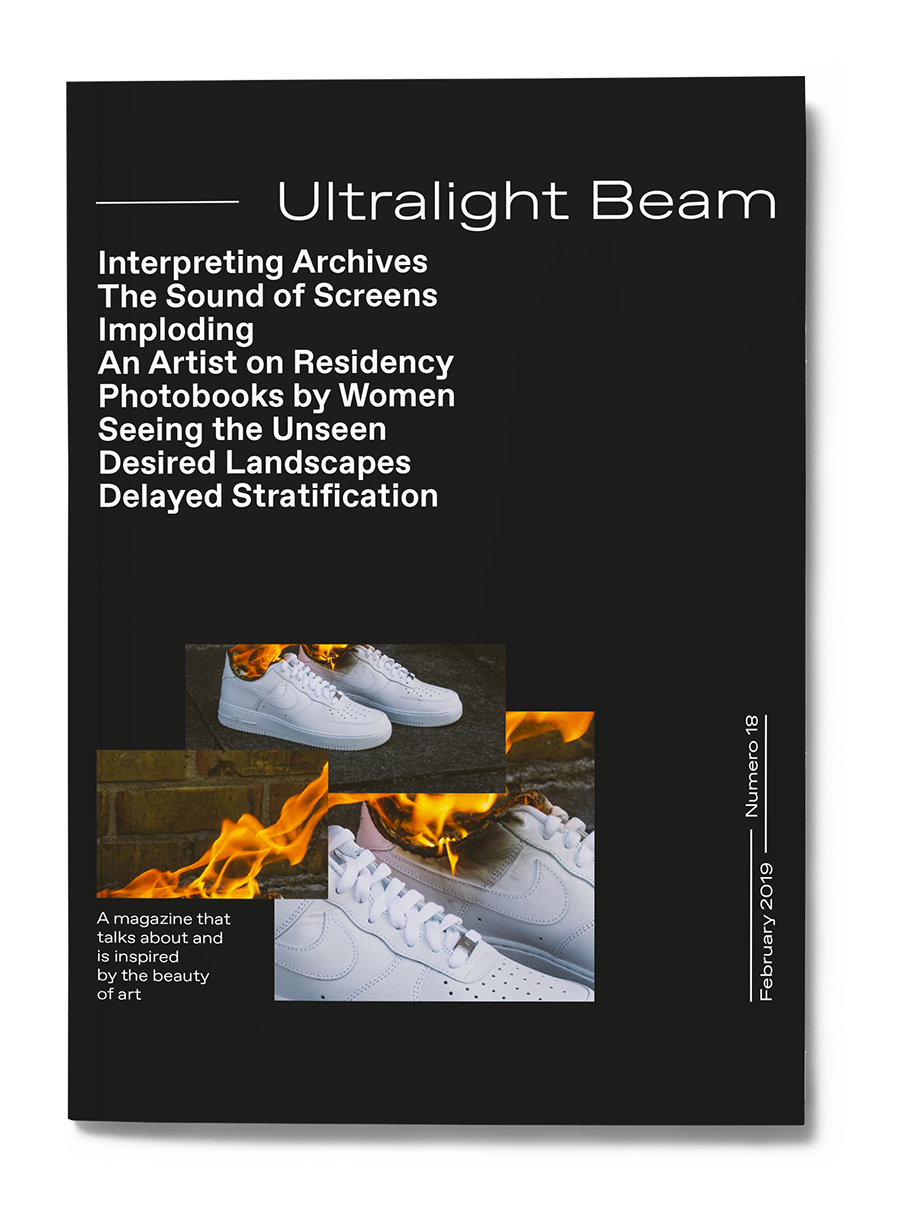 Ultralight Beam
Interpreting Archives
The Sound of Screens
Imploding
An Artist on Residency
Photobooks by Women
Seeing the Unseen
Desired Landscapes
Delayed Stratification
A magazine that
talks about and
is inspired
by the beauty
of art
Numero 18
February 2019